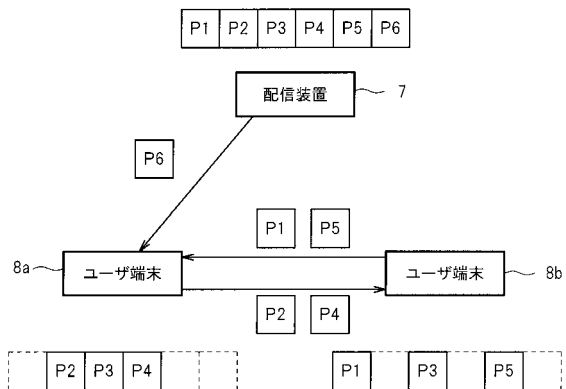 P1 P2 P3 P4 P5 P6
配信装置 7
P6
P1 P5
8a ユーザ端末 ユーザ端末 8b
P2 P4
P2 P3 P4 P1 P3 P5